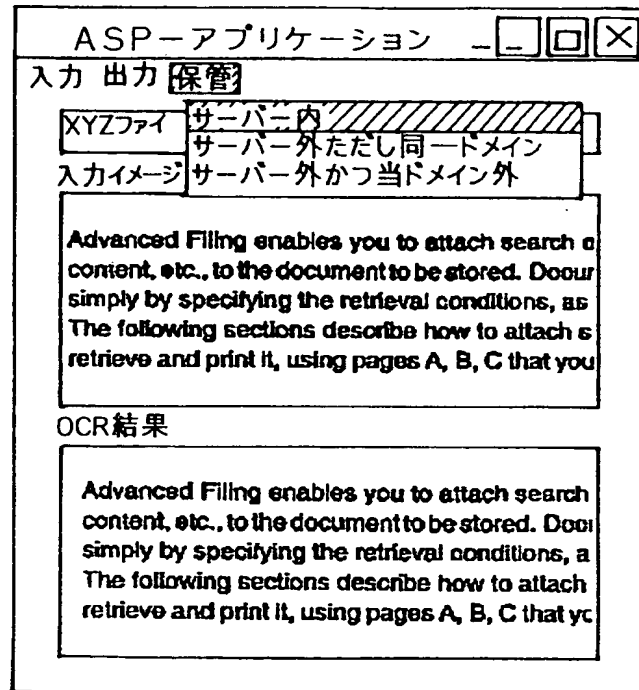 ASP－アプリケーション
入力 出力 保管
XYZファイ
サーバー内
サーバー外ただし同一ドメイン
サーバー外かつ当ドメイン外
入力イメージ
Advanced Filing enables you to attach search
content, etc., to the document to be stored. Docur
simply by specifying the retrieval conditions, as
The following sections describe how to attach s
retrieve and print it, using pages A, B, C that you
OCR結果
Advanced Filing enables you to attach search
content, etc., to the document to be stored. Docu
simply by specifying the retrieval conditions, a
The following sections describe how to attach
retrieve and print it, using pages A, B, C that yo